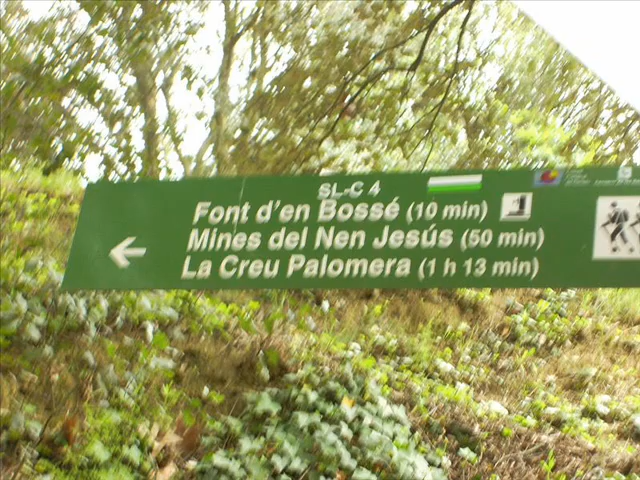 SL-C 4
Font d'en Bossé (10 min)
Mines del Nen Jesús (50 min)
La Creu Palomera (1 h 13 min)